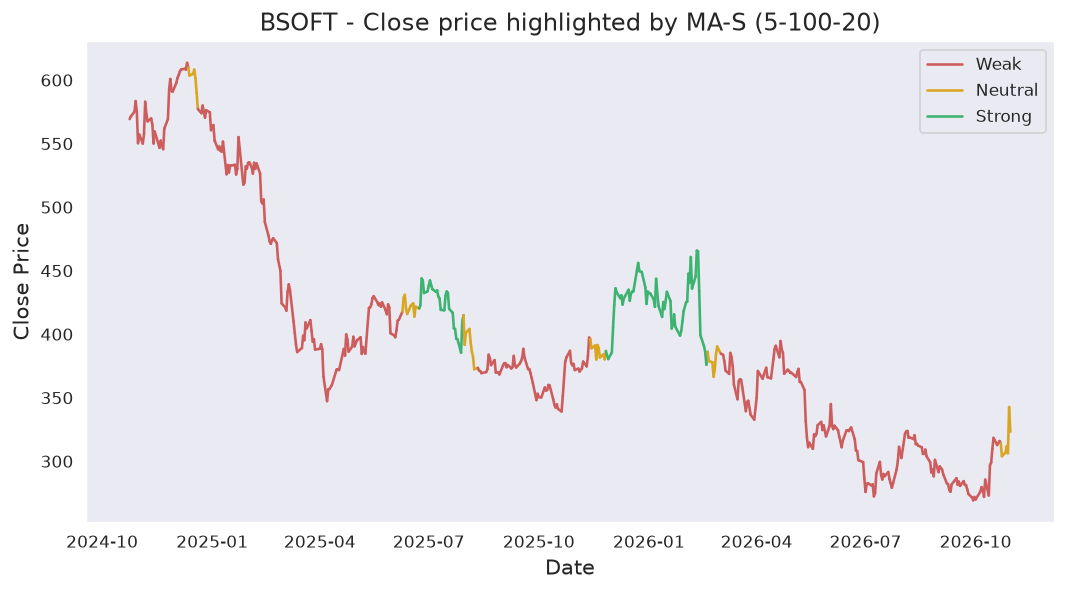 BSOFT - Close price highlighted by MA-S (5-100-20)
Weak
Neutral
Strong
Close Price
600
550
500
450
400
350
300
2024-10 2025-01 2025-04 2025-07 2025-10 2026-01 2026-04 2026-07 2026-10
Date